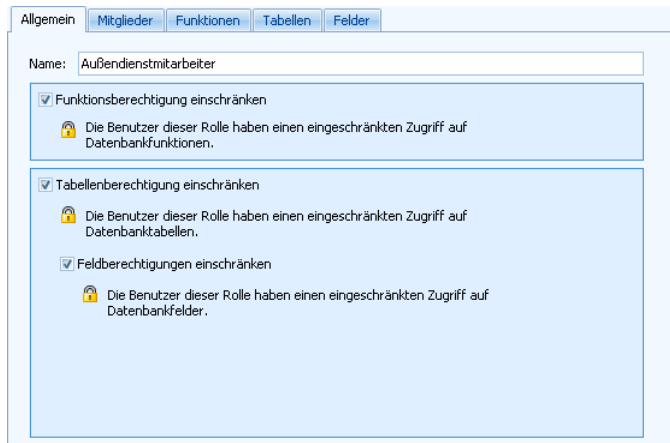 Allgemein Mitglieder Funktionen Tabellen Felder
Name: Außendienstmitarbeiter
Funktionsberechtigung einschränken
Die Benutzer dieser Rolle haben einen eingeschränkten Zugriff auf
Datenbankfunktionen.
Tabellenberechtigung einschränken
Die Benutzer dieser Rolle haben einen eingeschränkten Zugriff auf
Datenbanktabellen.
Feldberechtigungen einschränken
Die Benutzer dieser Rolle haben einen eingeschränkten Zugriff auf
Datenbankfelder.